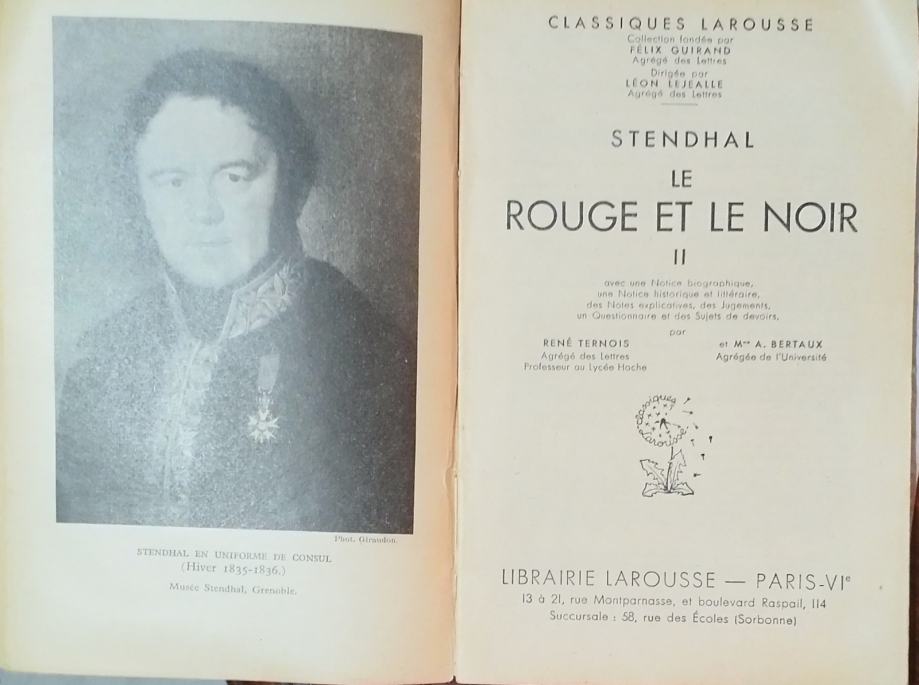 Phot. Giraudon.
STENDHAL EN UNIFORME DE CONSUL
(Hiver 1835-1836.)
Musée Stendhal, Grenoble.
CLASSIQUES LAROUSSE
Collection fondée par
FÉLIX GUIRAND
Agrégé des Lettres
Dirigée par
LÉON LEJEALLE
Agrégé des Lettres
STENDHAL
LE
ROUGE ET LE NOIR
II
avec une Notice biographique,
une Notice historique et littéraire,
des Notes explicatives, des Jugements,
un Questionnaire et des Sujets de devoirs,
par
RENÉ TERNOIS
Agrégé des Lettres
Professeur au Lycée Hoche
et Mme A. BERTAUX
Agrégée de l'Université
Classiques
Larousse
LIBRAIRIE LAROUSSE — PARIS-VIe
13 à 21, rue Montparnasse, et boulevard Raspail, 114
Succursale : 58, rue des Écoles (Sorbonne)